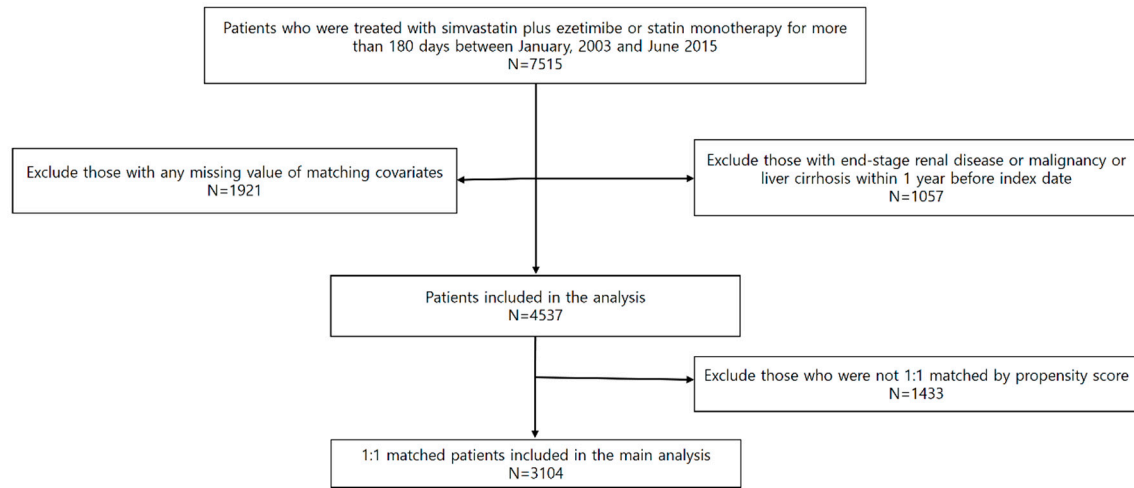 Patients who were treated with simvastatin plus ezetimibe or statin monotherapy for more
than 180 days between January, 2003 and June 2015
N=7515
Exclude those with any missing value of matching covariates
N=1921
Exclude those with end-stage renal disease or malignancy or
liver cirrhosis within 1 year before index date
N=1057
Patients included in the analysis
N=4537
Exclude those who were not 1:1 matched by propensity score
N=1433
1:1 matched patients included in the main analysis
N=3104